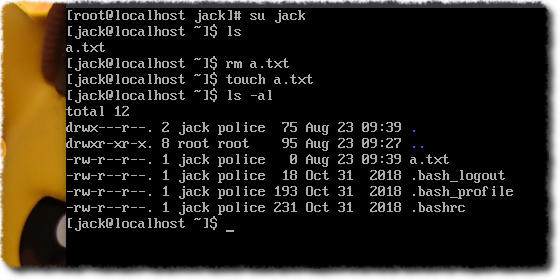 [root@localhost jack]# su jack
[jack@localhost ~]$ ls
a.txt
[jack@localhost ~]$ rm a.txt
[jack@localhost ~]$ touch a.txt
[jack@localhost ~]$ ls -al
total 12
drwx---r--. 2 jack police  75 Aug 23 09:39 .
drwxr-xr-x. 8 root root    95 Aug 23 09:27 ..
-rw-r--r--. 1 jack police   0 Aug 23 09:39 a.txt
-rw-r--r--. 1 jack police  18 Oct 31  2018 .bash_logout
-rw-r--r--. 1 jack police 193 Oct 31  2018 .bash_profile
-rw-r--r--. 1 jack police 231 Oct 31  2018 .bashrc
[jack@localhost ~]$ _